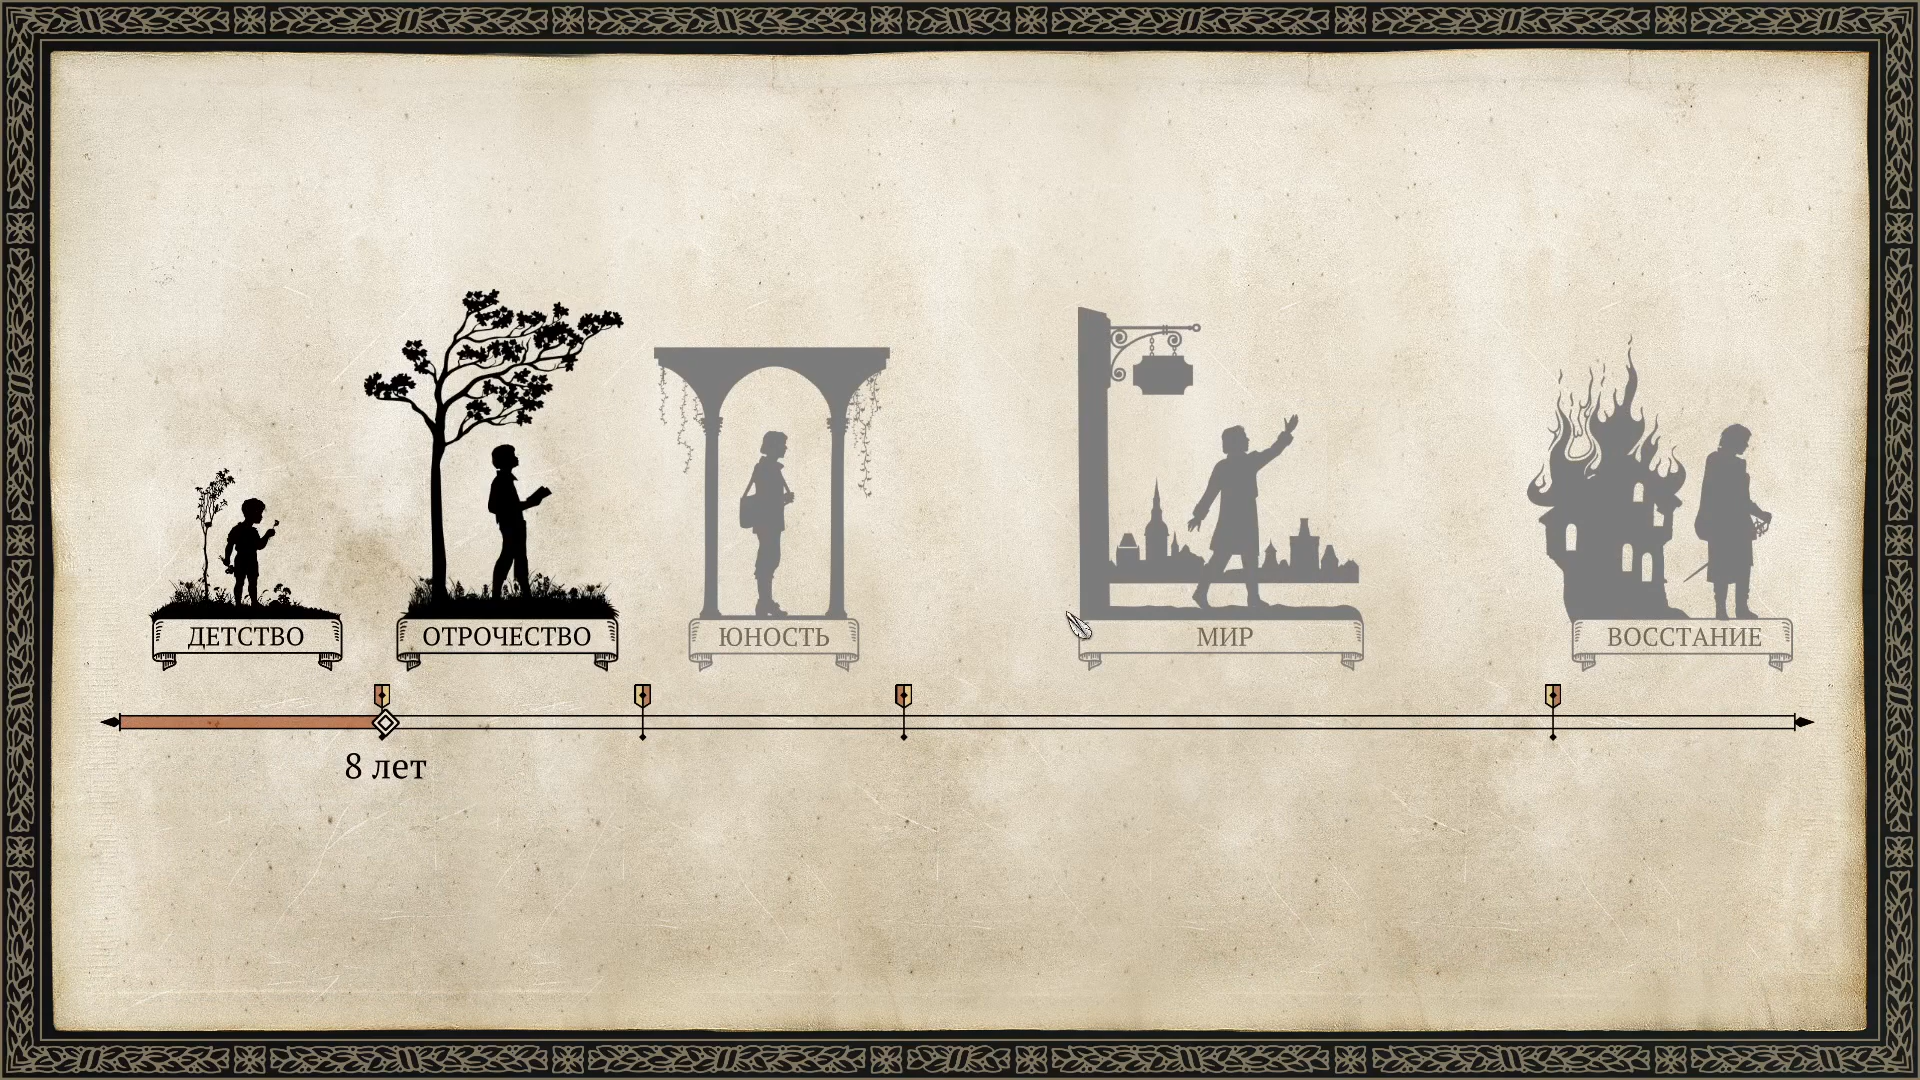 ДЕТСТВО
ОТРОЧЕСТВО
ЮНОСТЬ
МИР
ВОССТАНИЕ
8 лет